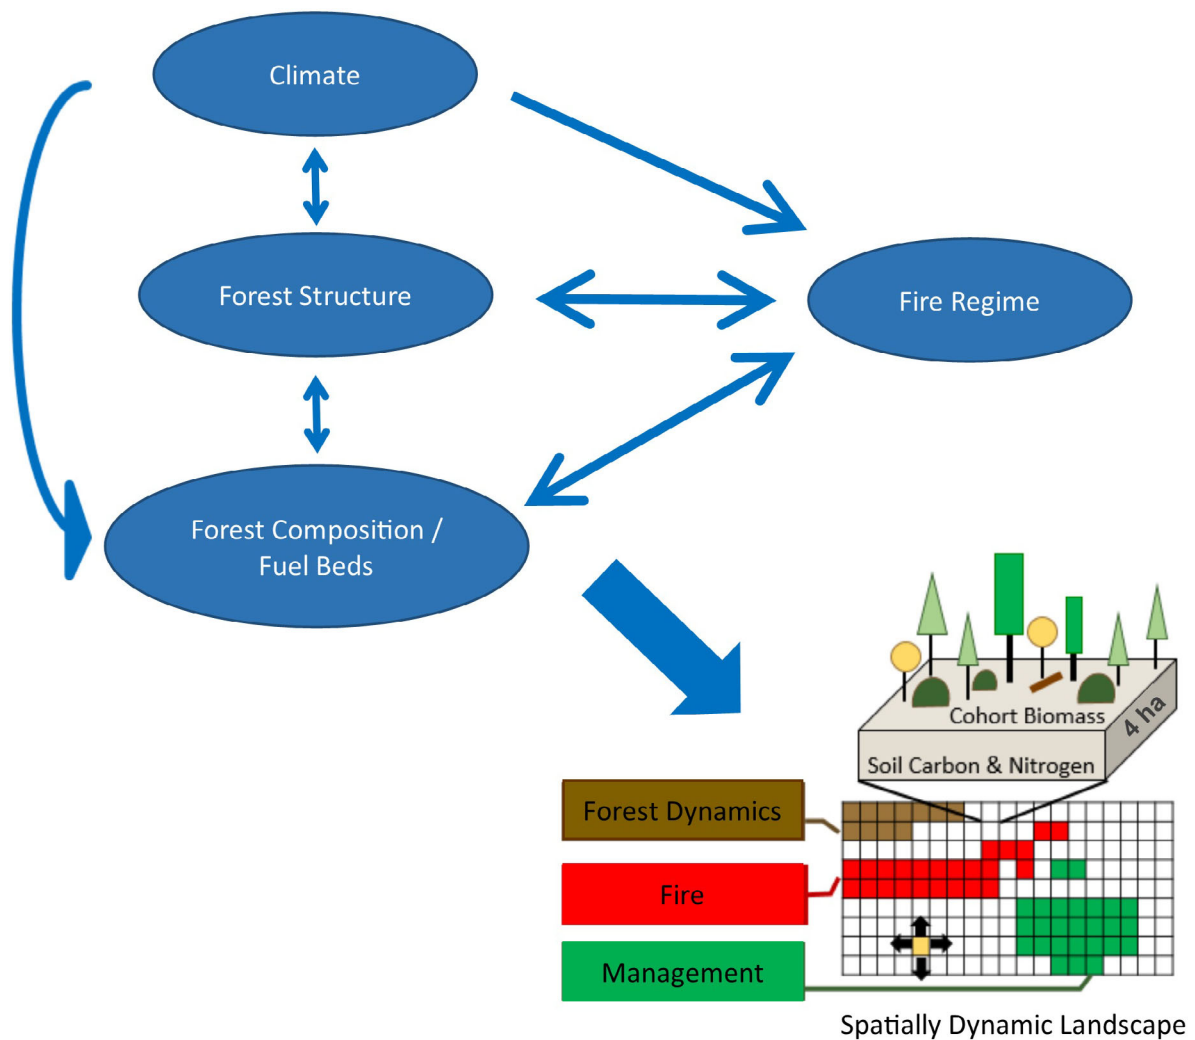 Climate
Forest Structure
Fire Regime
Forest Composition /
Fuel Beds
Cohort Biomass
4 ha
Soil Carbon & Nitrogen
Forest Dynamics
Fire
Management
Spatially Dynamic Landscape